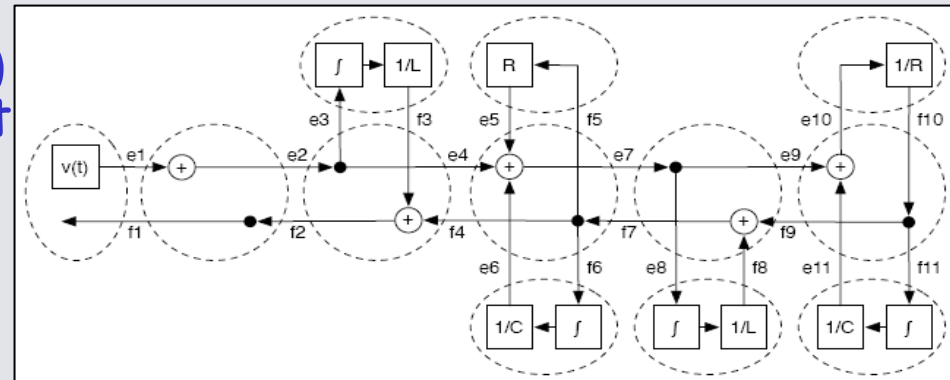 ∫ 1/L R 1/R
e3 f3 e5 f5 e10 f10
v(t) e1 + e2 e4 + e7 e9 +
f1 f2 + f4 f7 + f9
e6 f6 e8 f8 e11 f11
1/C ∫ ∫ 1/L 1/C ∫